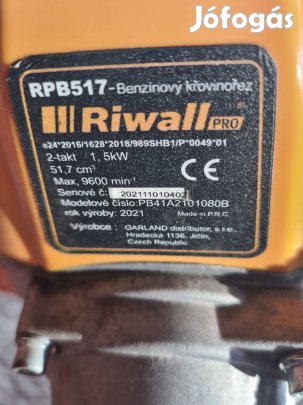 Jófogás
RPB517-Benzinový křovinořez
Riwall PRO
e24*2016/1628*2018/989SHB1/P*0049*01
2-takt 1,5kW
51,7 cm³
Max. 9600 min⁻¹
CE
Seriové č: 202111010402
Modelové číslo:PB41A2101080B
rok výroby: 2021 Made in P.R.C
Výrobce : GARLAND distributor, s.r.o.
Hradecká 1136, Jičín,
Czech Republic